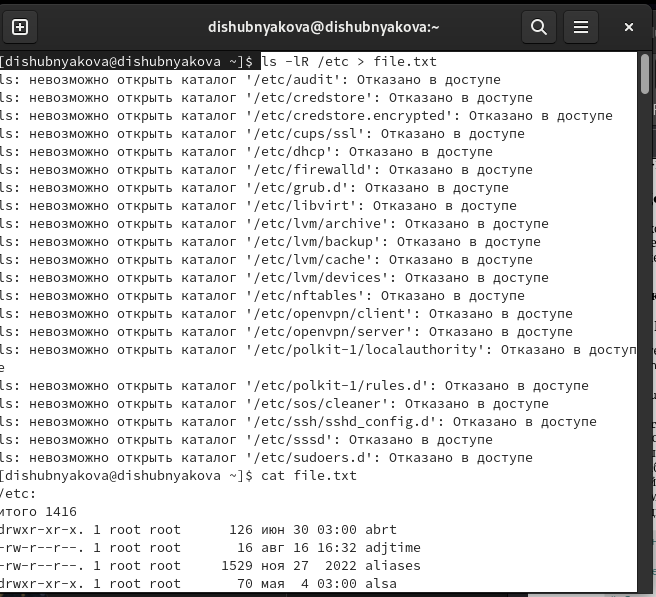 dishubnyakova@dishubnyakova:~
[dishubnyakova@dishubnyakova ~]$ ls -lR /etc > file.txt
ls: невозможно открыть каталог '/etc/audit': Отказано в доступе
ls: невозможно открыть каталог '/etc/credstore': Отказано в доступе
ls: невозможно открыть каталог '/etc/credstore.encrypted': Отказано в доступе
ls: невозможно открыть каталог '/etc/cups/ssl': Отказано в доступе
ls: невозможно открыть каталог '/etc/dhcp': Отказано в доступе
ls: невозможно открыть каталог '/etc/firewalld': Отказано в доступе
ls: невозможно открыть каталог '/etc/grub.d': Отказано в доступе
ls: невозможно открыть каталог '/etc/libvirt': Отказано в доступе
ls: невозможно открыть каталог '/etc/lvm/archive': Отказано в доступе
ls: невозможно открыть каталог '/etc/lvm/backup': Отказано в доступе
ls: невозможно открыть каталог '/etc/lvm/cache': Отказано в доступе
ls: невозможно открыть каталог '/etc/lvm/devices': Отказано в доступе
ls: невозможно открыть каталог '/etc/nftables': Отказано в доступе
ls: невозможно открыть каталог '/etc/openvpn/client': Отказано в доступе
ls: невозможно открыть каталог '/etc/openvpn/server': Отказано в доступе
ls: невозможно открыть каталог '/etc/polkit-1/localauthority': Отказано в доступ
е
ls: невозможно открыть каталог '/etc/polkit-1/rules.d': Отказано в доступе
ls: невозможно открыть каталог '/etc/sos/cleaner': Отказано в доступе
ls: невозможно открыть каталог '/etc/ssh/sshd_config.d': Отказано в доступе
ls: невозможно открыть каталог '/etc/sssd': Отказано в доступе
ls: невозможно открыть каталог '/etc/sudoers.d': Отказано в доступе
[dishubnyakova@dishubnyakova ~]$ cat file.txt
/etc:
итого 1416
drwxr-xr-x. 1 root root      126 июн 30 03:00 abrt
-rw-r--r--. 1 root root       16 авг 16 16:32 adjtime
-rw-r--r--. 1 root root     1529 ноя 27  2022 aliases
drwxr-xr-x. 1 root root       70 мая  4 03:00 alsa